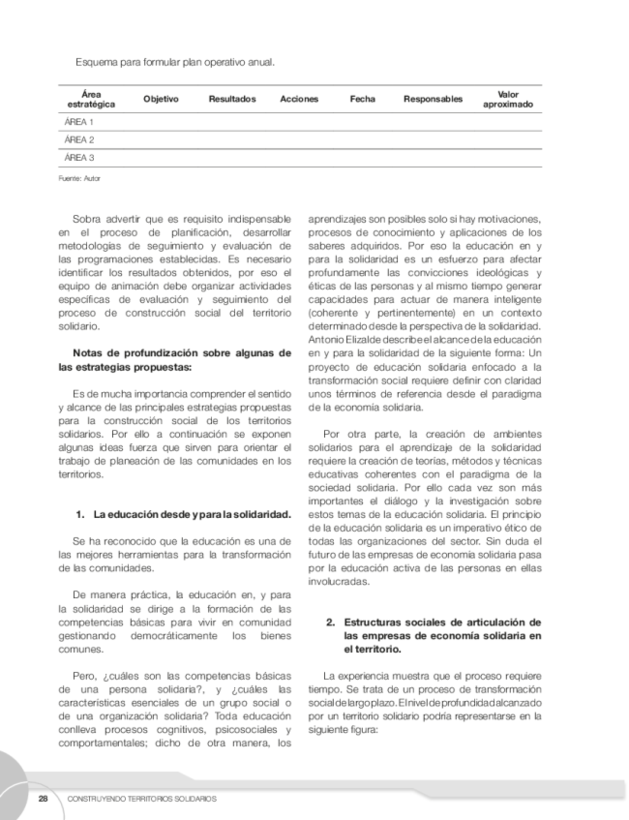 Esquema para formular plan operativo anual.
Área estratégica Objetivo Resultados Acciones Fecha Responsables Valor aproximado
ÁREA 1
ÁREA 2
ÁREA 3
Fuente: Autor
Sobra advertir que es requisito indispensable
en el proceso de planificación, desarrollar
metodologías de seguimiento y evaluación de
las programaciones establecidas. Es necesario
identificar los resultados obtenidos, por eso el
equipo de animación debe organizar actividades
específicas de evaluación y seguimiento del
proceso de construcción social del territorio
solidario.
Notas de profundización sobre algunas de
las estrategias propuestas:
Es de mucha importancia comprender el sentido
y alcance de las principales estrategias propuestas
para la construcción social de los territorios
solidarios. Por ello a continuación se exponen
algunas ideas fuerza que sirven para orientar el
trabajo de planeación de las comunidades en los
territorios.
1. La educación desde y para la solidaridad.
Se ha reconocido que la educación es una de
las mejores herramientas para la transformación
de las comunidades.
De manera práctica, la educación en, y para
la solidaridad se dirige a la formación de las
competencias básicas para vivir en comunidad
gestionando democráticamente los bienes
comunes.
Pero, ¿cuáles son las competencias básicas
de una persona solidaria?, y ¿cuáles las
características esenciales de un grupo social o
de una organización solidaria? Toda educación
conlleva procesos cognitivos, psicosociales y
comportamentales; dicho de otra manera, los
aprendizajes son posibles solo si hay motivaciones,
procesos de conocimiento y aplicaciones de los
saberes adquiridos. Por eso la educación en y
para la solidaridad es un esfuerzo para afectar
profundamente las convicciones ideológicas y
éticas de las personas y al mismo tiempo generar
capacidades para actuar de manera inteligente
(coherente y pertinentemente) en un contexto
determinado desde la perspectiva de la solidaridad.
Antonio Elizalde describe el alcance de la educación
en y para la solidaridad de la siguiente forma: Un
proyecto de educación solidaria enfocado a la
transformación social requiere definir con claridad
unos términos de referencia desde el paradigma
de la economía solidaria.
Por otra parte, la creación de ambientes
solidarios para el aprendizaje de la solidaridad
requiere la creación de teorías, métodos y técnicas
educativas coherentes con el paradigma de la
sociedad solidaria. Por ello cada vez son más
importantes el diálogo y la investigación sobre
estos temas de la educación solidaria. El principio
de la educación solidaria es un imperativo ético de
todas las organizaciones del sector. Sin duda el
futuro de las empresas de economía solidaria pasa
por la educación activa de las personas en ellas
involucradas.
2. Estructuras sociales de articulación de
las empresas de economía solidaria en
el territorio.
La experiencia muestra que el proceso requiere
tiempo. Se trata de un proceso de transformación
social de largo plazo. El nivel de profundidad alcanzado
por un territorio solidario podría representarse en la
siguiente figura:
28 CONSTRUYENDO TERRITORIOS SOLIDARIOS